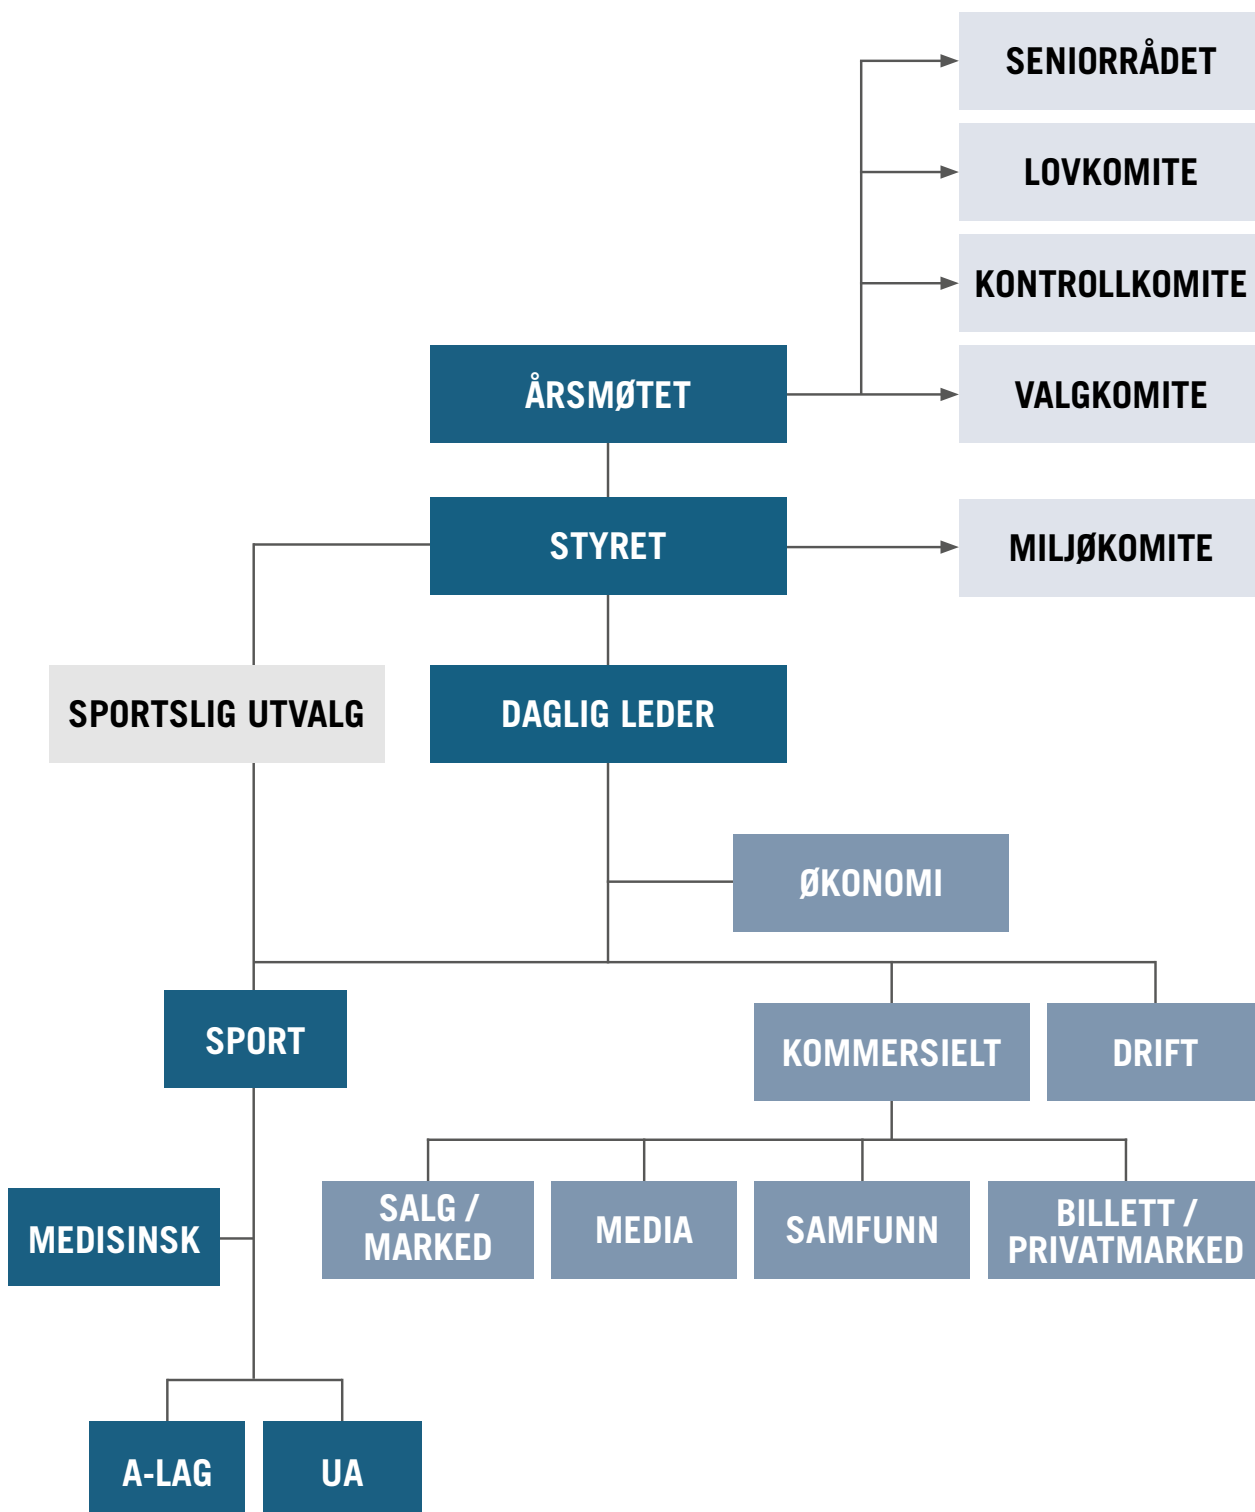 SENIORRÅDET
LOVKOMITE
KONTROLLKOMITE
ÅRSMØTET
VALGKOMITE
STYRET
MILJØKOMITE
SPORTSLIG UTVALG
DAGLIG LEDER
ØKONOMI
SPORT
KOMMERSIELT
DRIFT
MEDISINSK
SALG /
MARKED
MEDIA
SAMFUNN
BILLETT /
PRIVATMARKED
A-LAG
UA